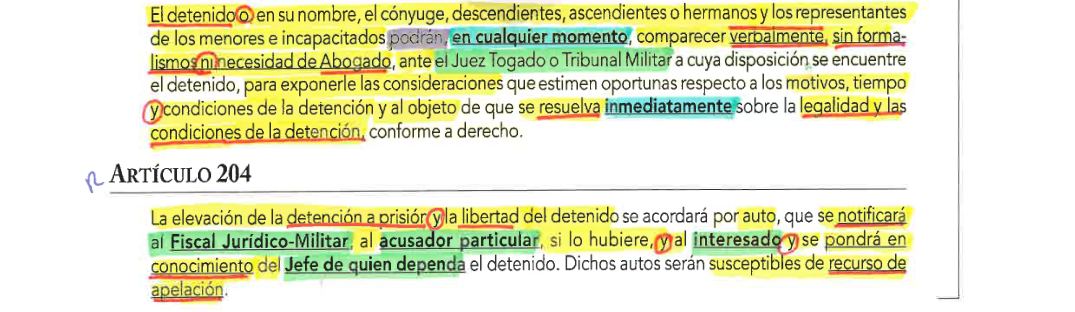 El detenido o en su nombre, el cónyuge, descendientes, ascendientes o hermanos y los representantes
de los menores e incapacitados podrán, en cualquier momento, comparecer verbalmente, sin forma-
lismos ni necesidad de Abogado, ante el Juez Togado o Tribunal Militar a cuya disposición se encuentre
el detenido, para exponerle las consideraciones que estimen oportunas respecto a los motivos, tiempo
y condiciones de la detención y al objeto de que se resuelva inmediatamente sobre la legalidad y las
condiciones de la detención, conforme a derecho.
ARTÍCULO 204
La elevación de la detención a prisión y la libertad del detenido se acordará por auto, que se notificará
al Fiscal Jurídico-Militar, al acusador particular, si lo hubiere, y al interesado y se pondrá en
conocimiento del Jefe de quien dependa el detenido. Dichos autos serán susceptibles de recurso de
apelación.